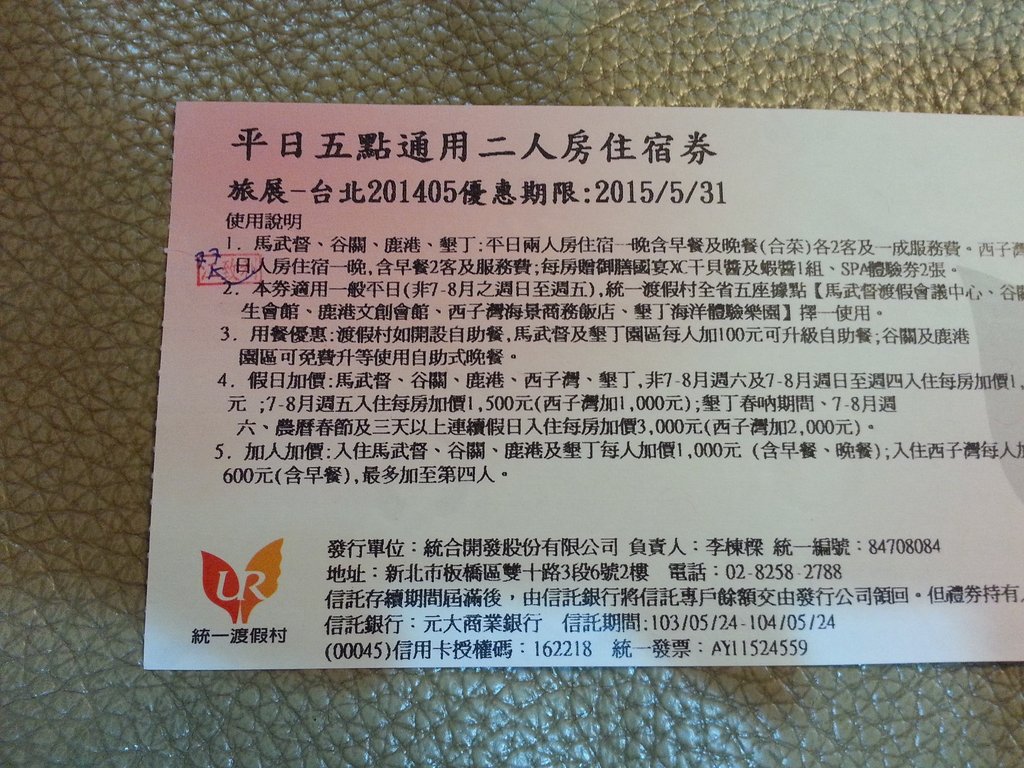 平日五點通用二人房住宿券
旅展-台北201405優惠期限:2015/5/31
使用說明
1. 馬武督、谷關、鹿港、墾丁:平日兩人房住宿一晚含早餐及晚餐(合菜)各2客及一成服務費。西子灣
日人房住宿一晚,含早餐2客及服務費;每房贈御膳國宴XC干貝醬及蝦醬1組、SPA體驗券2張。
2. 本券適用一般平日(非7-8月之週日至週五),統一渡假村全省五座據點【馬武督渡假會議中心、谷關
生會館、鹿港文創會館、西子灣海景商務飯店、墾丁海洋體驗樂園】擇一使用。
3. 用餐優惠:渡假村如開設自助餐,馬武督及墾丁園區每人加100元可升級自助餐;谷關及鹿港
園區可免費升等使用自助式晚餐。
4. 假日加價:馬武督、谷關、鹿港、西子灣、墾丁,非7-8月週六及7-8月週日至週四入住每房加價1,
元 ;7-8月週五入住每房加價1,500元(西子灣加1,000元);墾丁春吶期間、7-8月週
六、農曆春節及三天以上連續假日入住每房加價3,000元(西子灣加2,000元)。
5. 加人加價:入住馬武督、谷關、鹿港及墾丁每人加價1,000元 (含早餐、晚餐);入住西子灣每人加
600元(含早餐),最多加至第四人。
發行單位：統合開發股份有限公司 負責人：李棟樑 統一編號：84708084
地址：新北市板橋區雙十路3段6號2樓 電話：02-8258-2788
信託存續期間屆滿後，由信託銀行將信託專戶餘額交由發行公司領回。但禮券持有人
信託銀行：元大商業銀行 信託期間:103/05/24-104/05/24
(00045)信用卡授權碼：162218 統一發票：AY11524559
UR
統一渡假村